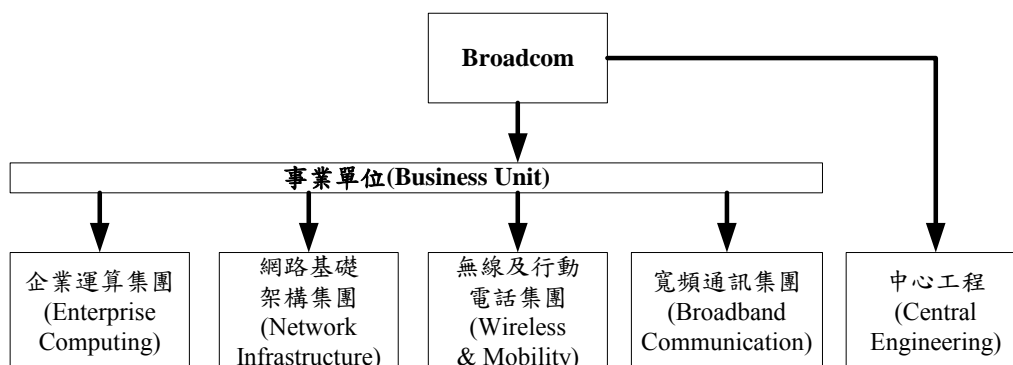 Broadcom
事業單位(Business Unit)
企業運算集團
(Enterprise
Computing)
網路基礎
架構集團
(Network
Infrastructure)
無線及行動
電話集團
(Wireless
& Mobility)
寬頻通訊集團
(Broadband
Communication)
中心工程
(Central
Engineering)